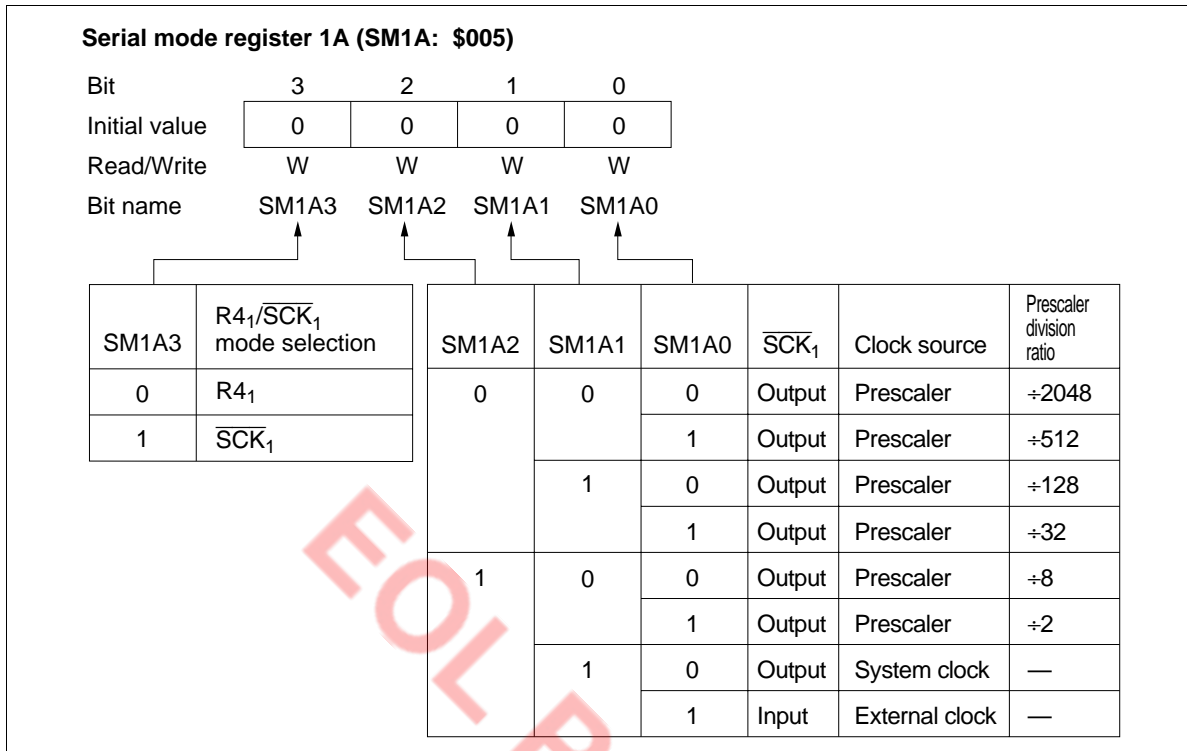 Serial mode register 1A (SM1A: $005)
Bit 3 2 1 0
Initial value 0 0 0 0
Read/Write W W W W
Bit name SM1A3 SM1A2 SM1A1 SM1A0
SM1A3 R4₁/S̅C̅K̅₁ mode selection
0 R4₁
1 S̅C̅K̅₁
SM1A2 SM1A1 SM1A0 S̅C̅K̅₁ Clock source Prescaler division ratio
0 0 0 Output Prescaler ÷2048
1 Output Prescaler ÷512
1 0 Output Prescaler ÷128
1 Output Prescaler ÷32
1 0 0 Output Prescaler ÷8
1 Output Prescaler ÷2
1 0 Output System clock —
1 Input External clock —
EOL